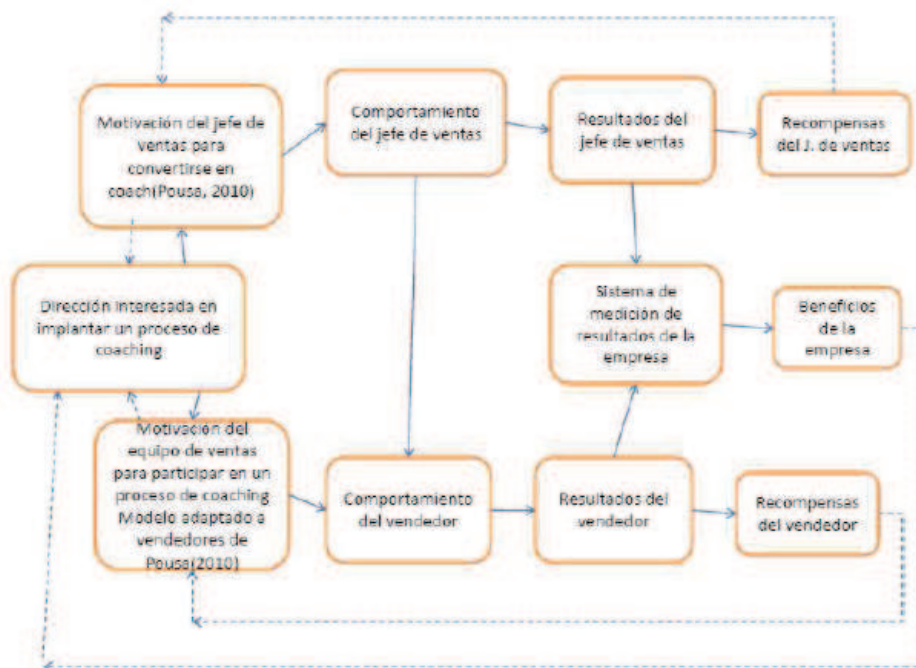 Motivación del jefe de
ventas para
convertirse en
coach(Pousa, 2010)
Comportamiento
del jefe de ventas
Resultados del
jefe de ventas
Recompensas
del J. de ventas
Dirección interesada en
implantar un proceso de
coaching
Sistema de
medición de
resultados de la
empresa
Beneficios
de la
empresa
Motivación del
equipo de ventas
para participar en un
proceso de coaching
Modelo adaptado a
vendedores de
Pousa(2010)
Comportamiento
del vendedor
Resultados del
vendedor
Recompensas
del vendedor